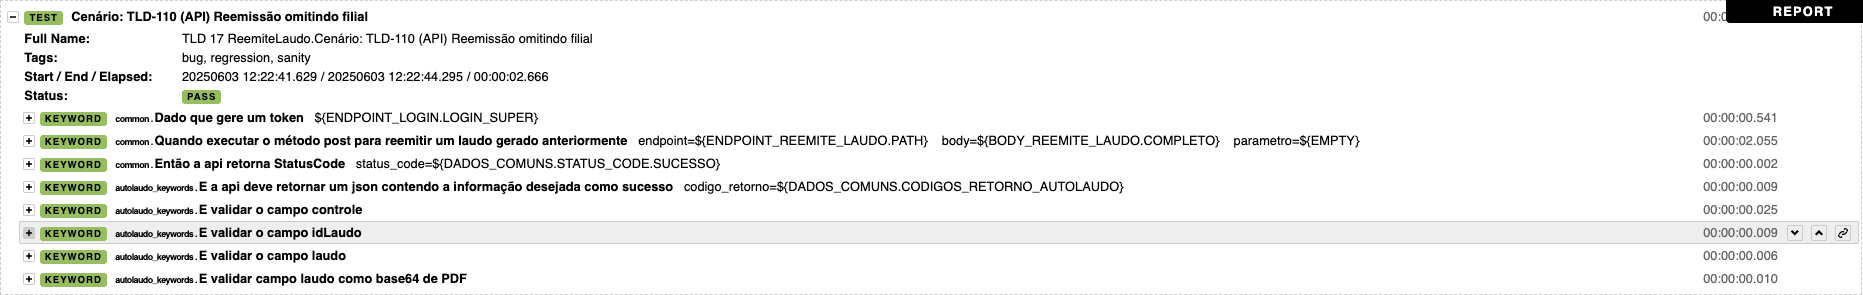 TEST Cenário: TLD-110 (API) Reemissão omitindo filial 00:0
REPORT
Full Name: TLD 17 ReemiteLaudo.Cenário: TLD-110 (API) Reemissão omitindo filial
Tags: bug, regression, sanity
Start / End / Elapsed: 20250603 12:22:41.629 / 20250603 12:22:44.295 / 00:00:02.666
Status: PASS
KEYWORD common.Dado que gere um token ${ENDPOINT_LOGIN.LOGIN_SUPER} 00:00:00.541
KEYWORD common.Quando executar o método post para reemitir um laudo gerado anteriormente endpoint=${ENDPOINT_REEMITE_LAUDO.PATH} body=${BODY_REEMITE_LAUDO.COMPLETO} parametro=${EMPTY} 00:00:02.055
KEYWORD common.Então a api retorna StatusCode status_code=${DADOS_COMUNS.STATUS_CODE.SUCESSO} 00:00:00.002
KEYWORD autolaudo_keywords.E a api deve retornar um json contendo a informação desejada como sucesso codigo_retorno=${DADOS_COMUNS.CODIGOS_RETORNO_AUTOLAUDO} 00:00:00.009
KEYWORD autolaudo_keywords.E validar o campo controle 00:00:00.025
KEYWORD autolaudo_keywords.E validar o campo idLaudo 00:00:00.009
KEYWORD autolaudo_keywords.E validar o campo laudo 00:00:00.006
KEYWORD autolaudo_keywords.E validar campo laudo como base64 de PDF 00:00:00.010